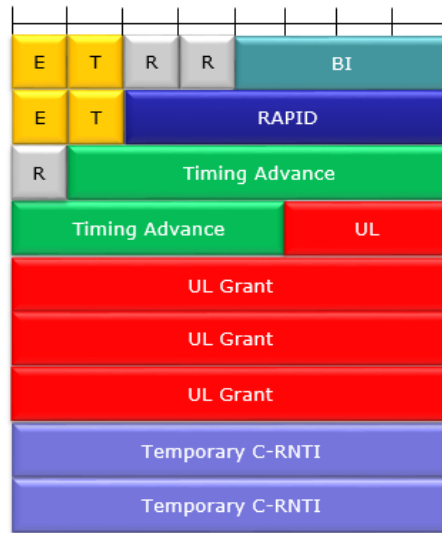 E T R R BI
E T RAPID
R Timing Advance
Timing Advance UL
UL Grant
UL Grant
UL Grant
Temporary C-RNTI
Temporary C-RNTI